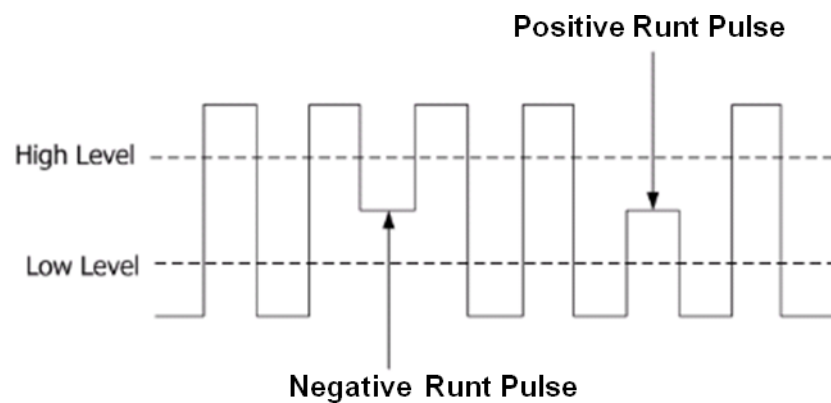 Positive Runt Pulse
High Level
Low Level
Negative Runt Pulse